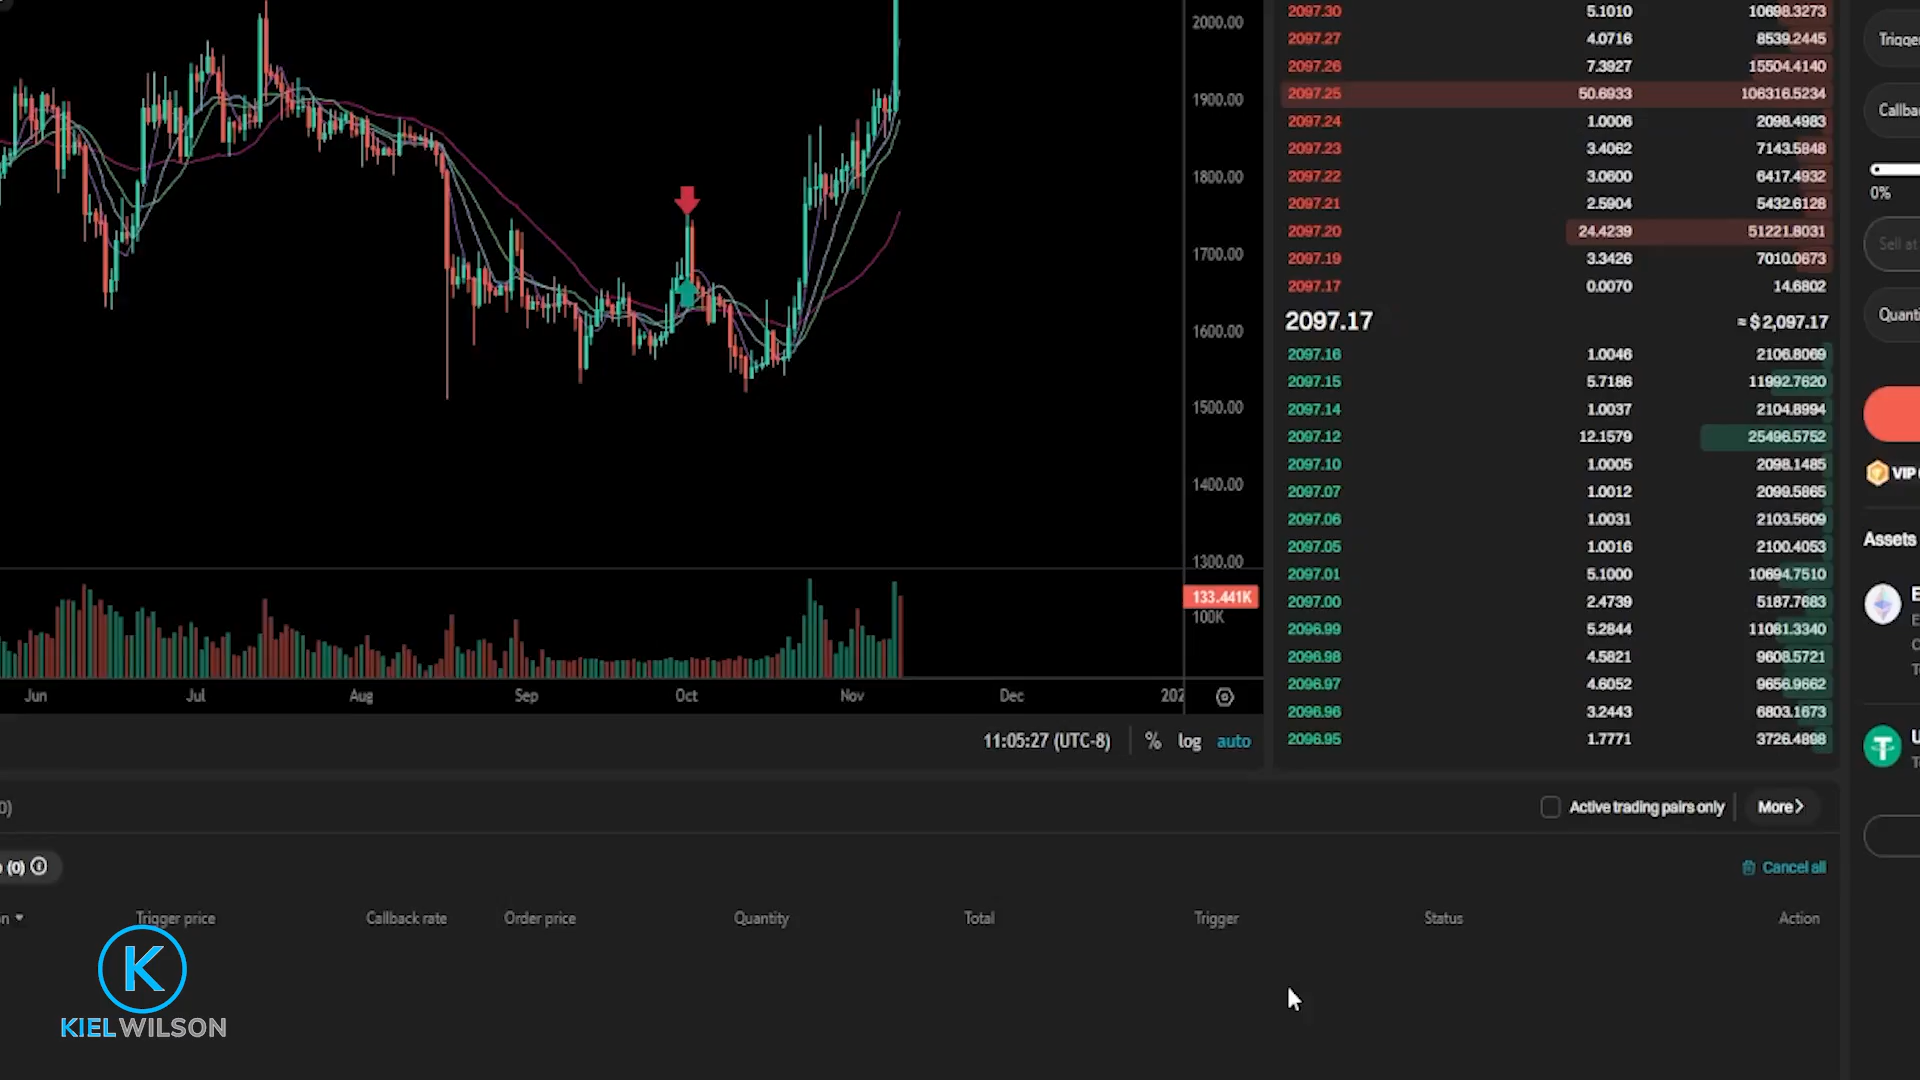 2000.00
1900.00
1800.00
1700.00
1600.00
1500.00
1400.00
1300.00
133.441K
100K
Jun Jul Aug Sep Oct Nov Dec 202
11:05:27 (UTC-8) % log auto
2097.30 5.1010 10698.3273
2097.27 4.0716 8539.2445
2097.26 7.3927 15504.4140
2097.25 50.6933 106316.5234
2097.24 1.0006 2098.4983
2097.23 3.4062 7143.5848
2097.22 3.0600 6417.4932
2097.21 2.5904 5432.6128
2097.20 24.4239 51221.8031
2097.19 3.3426 7010.0673
2097.17 0.0070 14.6802
2097.17 ≈ $2,097.17
2097.16 1.0046 2106.8069
2097.15 5.7186 11992.7620
2097.14 1.0037 2104.8994
2097.12 12.1579 25496.5752
2097.10 1.0005 2098.1485
2097.07 1.0012 2099.5865
2097.06 1.0031 2103.5609
2097.05 1.0016 2100.4053
2097.01 5.1000 10694.7510
2097.00 2.4739 5187.7683
2096.99 5.2844 11081.3340
2096.98 4.5821 9608.5721
2096.97 4.6052 9656.9662
2096.96 3.2443 6803.1673
2096.95 1.7771 3726.4898
Trigge
Callba
0%
Sell at
Quanti
VIP
Assets
0) Active trading pairs only More
(0) Cancel all
n Trigger price Callback rate Order price Quantity Total Trigger Status Action
K
KIELWILSON